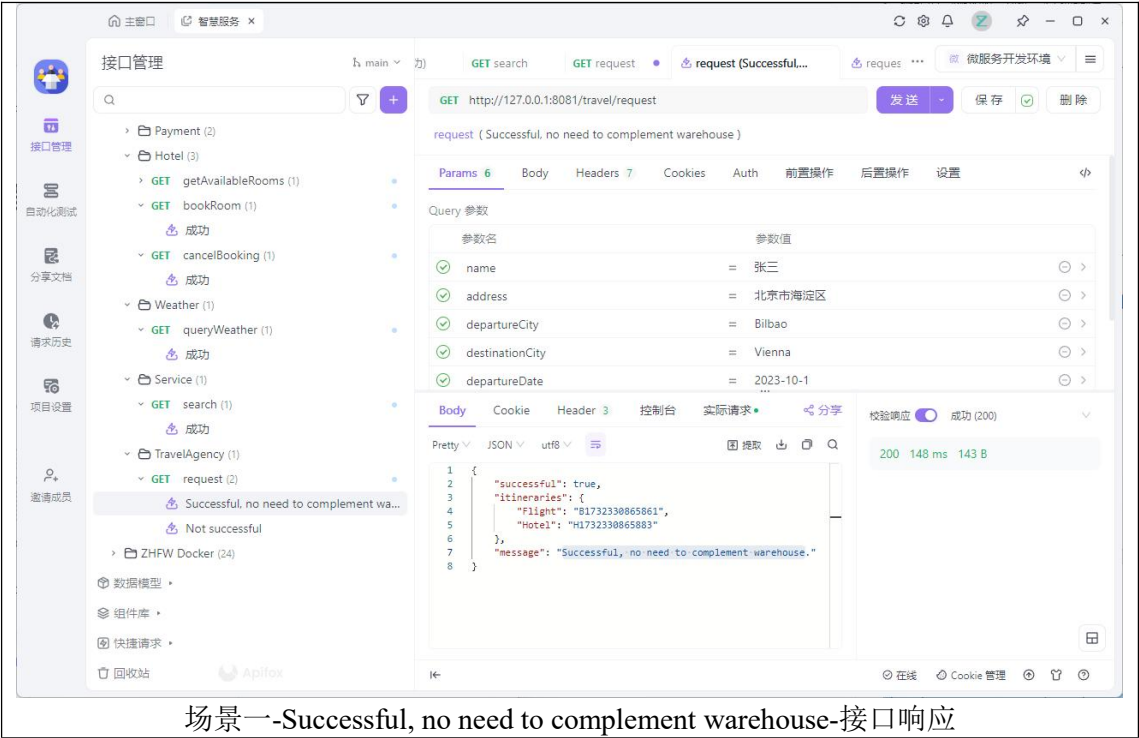 主窗口 智慧服务 ×
接口管理
自动化测试
分享文档
请求历史
项目设置
邀请成员
接口管理 main
Payment (2)
Hotel (3)
GET getAvailableRooms (1)
GET bookRoom (1)
成功
GET cancelBooking (1)
成功
Weather (1)
GET queryWeather (1)
成功
Service (1)
GET search (1)
成功
TravelAgency (1)
GET request (2)
Successful, no need to complement wa...
Not successful
ZHFW Docker (24)
数据模型
组件库
快捷请求
回收站 Apifox
功) GET search GET request request (Successful,... reques ... 微 微服务开发环境
GET http://127.0.0.1:8081/travel/request 发送 保存 删除
request ( Successful, no need to complement warehouse )
Params 6 Body Headers 7 Cookies Auth 前置操作 后置操作 设置 </>
Query 参数
参数名 参数值
name = 张三
address = 北京市海淀区
departureCity = Bilbao
destinationCity = Vienna
departureDate = 2023-10-1
Body Cookie Header 3 控制台 实际请求 分享
Pretty JSON utf8 提取
1 {
2 "successful": true,
3 "itineraries": {
4 "Flight": "B1732330865861",
5 "Hotel": "H1732330865883"
6 },
7 "message": "Successful, no need to complement warehouse."
8 }
校验响应 成功 (200)
200 148 ms 143 B
在线 Cookie 管理
场景一-Successful, no need to complement warehouse-接口响应